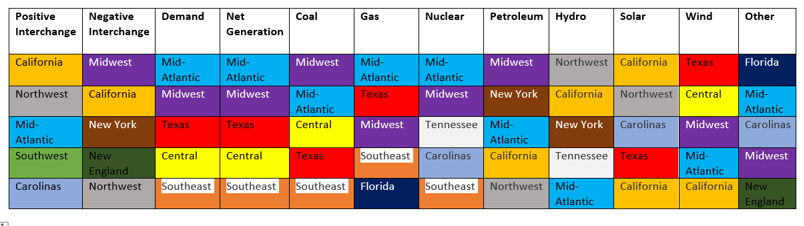 Positive Interchange Negative Interchange Demand Net Generation Coal Gas Nuclear Petroleum Hydro Solar Wind Other
California Midwest Mid-Atlantic Mid-Atlantic Midwest Mid-Atlantic Mid-Atlantic Midwest Northwest California Texas Florida
Northwest California Midwest Midwest Mid-Atlantic Texas Midwest New York California Northwest Central Mid-Atlantic
Mid-Atlantic New York Texas Texas Central Midwest Tennessee Mid-Atlantic New York Carolinas Midwest Carolinas
Southwest New England Central Central Texas Southeast Carolinas California Tennessee Texas Mid-Atlantic Midwest
Carolinas Northwest Southeast Southeast Southeast Florida Southeast Northwest Mid-Atlantic California California New England